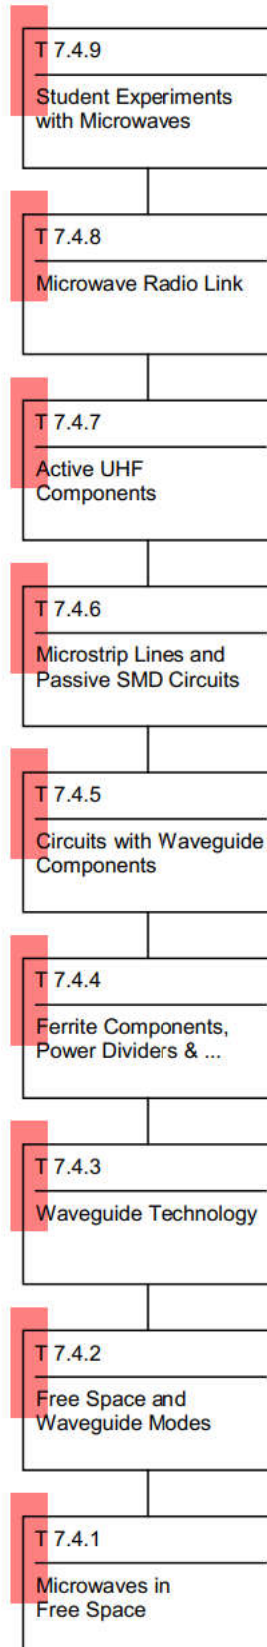 T 7.4.9
Student Experiments
with Microwaves
T 7.4.8
Microwave Radio Link
T 7.4.7
Active UHF
Components
T 7.4.6
Microstrip Lines and
Passive SMD Circuits
T 7.4.5
Circuits with Waveguide
Components
T 7.4.4
Ferrite Components,
Power Dividers & ...
T 7.4.3
Waveguide Technology
T 7.4.2
Free Space and
Waveguide Modes
T 7.4.1
Microwaves in
Free Space